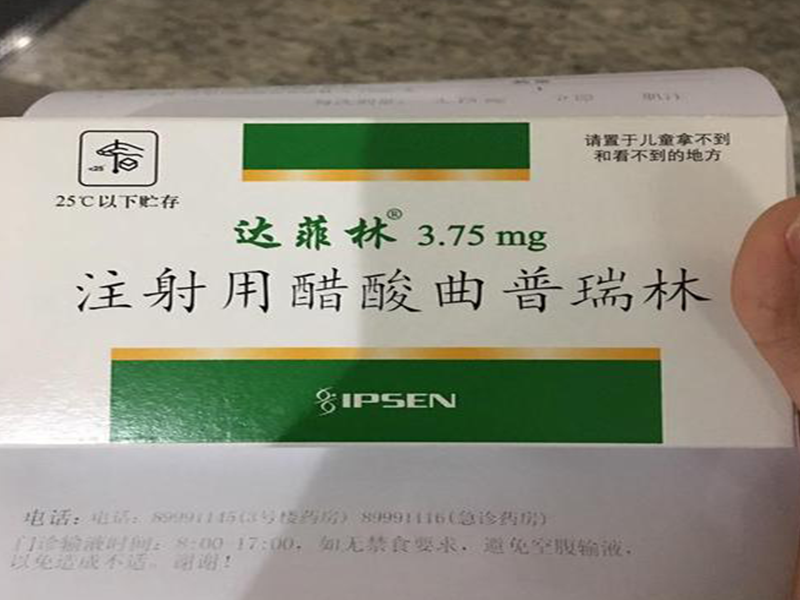 <25
25℃以下贮存
请置于儿童拿不到
和看不到的地方
达菲林® 3.75 mg
注射用醋酸曲普瑞林
IPSEN
电话: 电话: 89991145(3号楼药房) 89991116(急诊药房)
门诊输液时间: 8:00-17:00, 如无禁食要求, 避免空腹输液,
以免造成不适。谢谢!